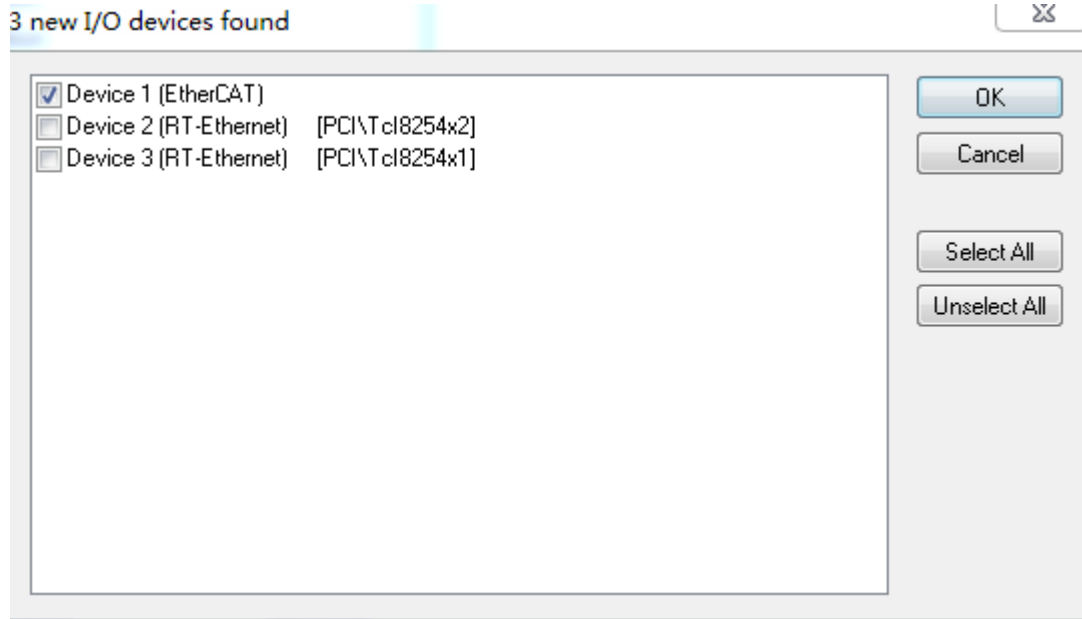 3 new I/O devices found
Device 1 (EtherCAT)
Device 2 (RT-Ethernet) [PCI\TcI8254x2]
Device 3 (RT-Ethernet) [PCI\TcI8254x1]
OK
Cancel
Select All
Unselect All